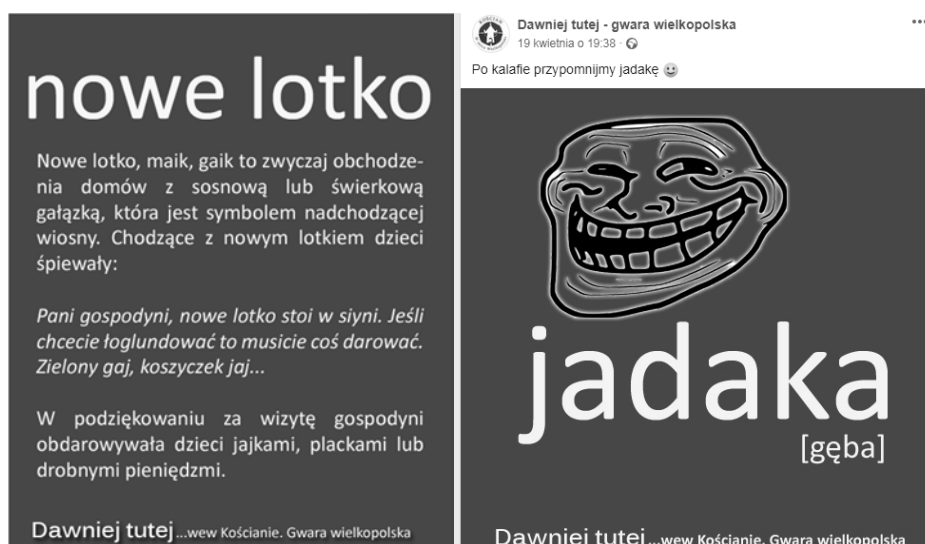 nowe lotko
Nowe lotko, maik, gaik to zwyczaj obchodze-
nia domów z sosnową lub świerkową
gałązką, która jest symbolem nadchodzącej
wiosny. Chodzące z nowym lotkiem dzieci
śpiewały:
Pani gospodyni, nowe lotko stoi w siyni. Jeśli
chcecie łoglundować to musicie coś darować.
Zielony gaj, koszyczek jaj...
W podziękowaniu za wizytę gospodyni
obdarowywała dzieci jajkami, plackami lub
drobnymi pieniędzmi.
Dawniej tutej...wew Kościanie. Gwara wielkopolska
Dawniej tutej - gwara wielkopolska
19 kwietnia o 19:38 ·
Po kalafie przypomnijmy jadakę
jadaka
[gęba]
Dawniej tutej...wew Kościanie. Gwara wielkopolska